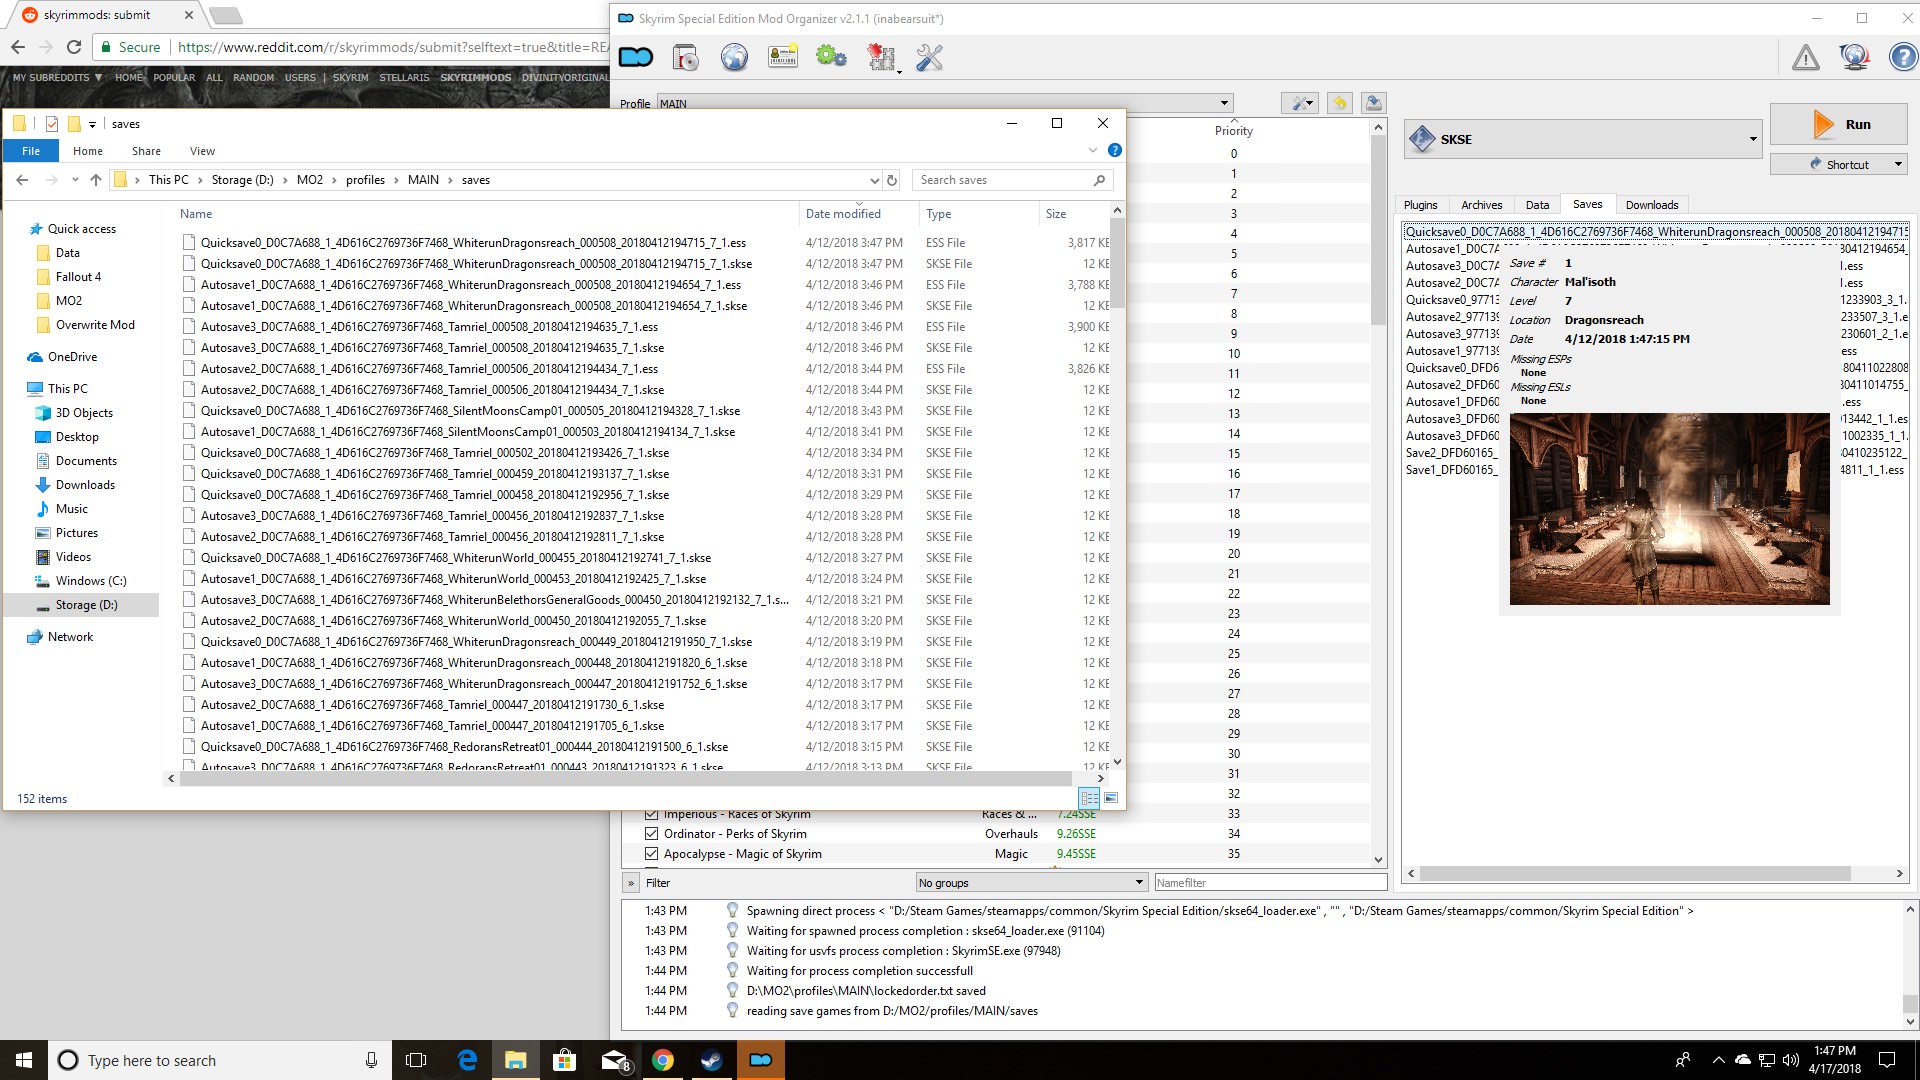 skyrimmods: submit
Secure | https://www.reddit.com/r/skyrimmods/submit?selftext=true&title=REA
MY SUBREDDITS ▼ HOME POPULAR ALL RANDOM USERS | SKYRIM STELLARIS SKYRIMMODS DIVINITYORIGINAL
Skyrim Special Edition Mod Organizer v2.1.1 (inabearsuit*)
Profile MAIN
Priority
0
1
2
3
4
5
6
7
8
9
10
11
12
13
14
15
16
17
18
19
20
21
22
23
24
25
26
27
28
29
30
31
32
Imperious - Races of Skyrim Races & ... 7.24SSE 33
Ordinator - Perks of Skyrim Overhauls 9.26SSE 34
Apocalypse - Magic of Skyrim Magic 9.45SSE 35
» Filter No groups Namefilter
saves
File Home Share View
This PC > Storage (D:) > MO2 > profiles > MAIN > saves
Search saves
Quick access
Data
Fallout 4
MO2
Overwrite Mod
OneDrive
This PC
3D Objects
Desktop
Documents
Downloads
Music
Pictures
Videos
Windows (C:)
Storage (D:)
Network
Name Date modified Type Size
Quicksave0_D0C7A688_1_4D616C2769736F7468_WhiterunDragonsreach_000508_20180412194715_7_1.ess 4/12/2018 3:47 PM ESS File 3,817 KB
Quicksave0_D0C7A688_1_4D616C2769736F7468_WhiterunDragonsreach_000508_20180412194715_7_1.skse 4/12/2018 3:47 PM SKSE File 12 KB
Autosave1_D0C7A688_1_4D616C2769736F7468_WhiterunDragonsreach_000508_20180412194654_7_1.ess 4/12/2018 3:46 PM ESS File 3,788 KB
Autosave1_D0C7A688_1_4D616C2769736F7468_WhiterunDragonsreach_000508_20180412194654_7_1.skse 4/12/2018 3:46 PM SKSE File 12 KB
Autosave3_D0C7A688_1_4D616C2769736F7468_Tamriel_000508_20180412194635_7_1.ess 4/12/2018 3:46 PM ESS File 3,900 KB
Autosave3_D0C7A688_1_4D616C2769736F7468_Tamriel_000508_20180412194635_7_1.skse 4/12/2018 3:46 PM SKSE File 12 KB
Autosave2_D0C7A688_1_4D616C2769736F7468_Tamriel_000506_20180412194434_7_1.ess 4/12/2018 3:44 PM ESS File 3,826 KB
Autosave2_D0C7A688_1_4D616C2769736F7468_Tamriel_000506_20180412194434_7_1.skse 4/12/2018 3:44 PM SKSE File 12 KB
Quicksave0_D0C7A688_1_4D616C2769736F7468_SilentMoonsCamp01_000505_20180412194328_7_1.skse 4/12/2018 3:43 PM SKSE File 12 KB
Autosave1_D0C7A688_1_4D616C2769736F7468_SilentMoonsCamp01_000503_20180412194134_7_1.skse 4/12/2018 3:41 PM SKSE File 12 KB
Quicksave0_D0C7A688_1_4D616C2769736F7468_Tamriel_000502_20180412193426_7_1.skse 4/12/2018 3:34 PM SKSE File 12 KB
Quicksave0_D0C7A688_1_4D616C2769736F7468_Tamriel_000459_20180412193137_7_1.skse 4/12/2018 3:31 PM SKSE File 12 KB
Quicksave0_D0C7A688_1_4D616C2769736F7468_Tamriel_000458_20180412192956_7_1.skse 4/12/2018 3:29 PM SKSE File 12 KB
Autosave3_D0C7A688_1_4D616C2769736F7468_Tamriel_000456_20180412192837_7_1.skse 4/12/2018 3:28 PM SKSE File 12 KB
Autosave2_D0C7A688_1_4D616C2769736F7468_Tamriel_000456_20180412192811_7_1.skse 4/12/2018 3:28 PM SKSE File 12 KB
Quicksave0_D0C7A688_1_4D616C2769736F7468_WhiterunWorld_000455_20180412192741_7_1.skse 4/12/2018 3:27 PM SKSE File 12 KB
Autosave1_D0C7A688_1_4D616C2769736F7468_WhiterunWorld_000453_20180412192425_7_1.skse 4/12/2018 3:24 PM SKSE File 12 KB
Autosave3_D0C7A688_1_4D616C2769736F7468_WhiterunBelethorsGeneralGoods_000450_20180412192132_7_1.s... 4/12/2018 3:21 PM SKSE File 12 KB
Autosave2_D0C7A688_1_4D616C2769736F7468_WhiterunWorld_000450_20180412192055_7_1.skse 4/12/2018 3:20 PM SKSE File 12 KB
Quicksave0_D0C7A688_1_4D616C2769736F7468_WhiterunDragonsreach_000449_20180412191950_7_1.skse 4/12/2018 3:19 PM SKSE File 12 KB
Autosave1_D0C7A688_1_4D616C2769736F7468_WhiterunDragonsreach_000448_20180412191820_6_1.skse 4/12/2018 3:18 PM SKSE File 12 KB
Autosave3_D0C7A688_1_4D616C2769736F7468_WhiterunDragonsreach_000447_20180412191752_6_1.skse 4/12/2018 3:17 PM SKSE File 12 KB
Autosave2_D0C7A688_1_4D616C2769736F7468_Tamriel_000447_20180412191730_6_1.skse 4/12/2018 3:17 PM SKSE File 12 KB
Autosave1_D0C7A688_1_4D616C2769736F7468_Tamriel_000447_20180412191705_6_1.skse 4/12/2018 3:17 PM SKSE File 12 KB
Quicksave0_D0C7A688_1_4D616C2769736F7468_RedoransRetreat01_000444_20180412191500_6_1.skse 4/12/2018 3:15 PM SKSE File 12 KB
Autosave3_D0C7A688_1_4D616C2769736F7468_RedoransRetreat01_000443_20180412191323_6_1.skse 4/12/2018 3:13 PM SKSE File 12 KB
152 items
SKSE
Run
Shortcut
Plugins Archives Data Saves Downloads
Quicksave0_D0C7A688_1_4D616C2769736F7468_WhiterunDragonsreach_000508_20180412194715
Autosave1_D0C7A 0412194654_
Autosave3_D0C7A 1.ess
Autosave2_D0C7A .ess
Quicksave0_97713 1233903_3_1.e
Autosave2_977139 233507_3_1.es
Autosave3_977139 230601_2_1.es
Autosave1_977139 ess
Quicksave0_DFD60 80411022808
Autosave2_DFD60 80411014755_
Autosave1_DFD60 .ess
Autosave3_DFD60 013442_1_1.es
Autosave3_DFD60 1002335_1_1.
Save2_DFD60165_ 80410235122_
Save1_DFD60165_ 4811_1_1.ess
Save # 1
Character Mal'isoth
Level 7
Location Dragonsreach
Date 4/12/2018 1:47:15 PM
Missing ESPs
None
Missing ESLs
None
1:43 PM Spawning direct process < "D:/Steam Games/steamapps/common/Skyrim Special Edition/skse64_loader.exe" , "" , "D:/Steam Games/steamapps/common/Skyrim Special Edition" >
1:43 PM Waiting for spawned process completion : skse64_loader.exe (91104)
1:43 PM Waiting for usvfs process completion : SkyrimSE.exe (97948)
1:44 PM Waiting for process completion successfull
1:44 PM D:\MO2\profiles\MAIN\lockedorder.txt saved
1:44 PM reading save games from D:/MO2/profiles/MAIN/saves
Type here to search
8
1:47 PM
4/17/2018